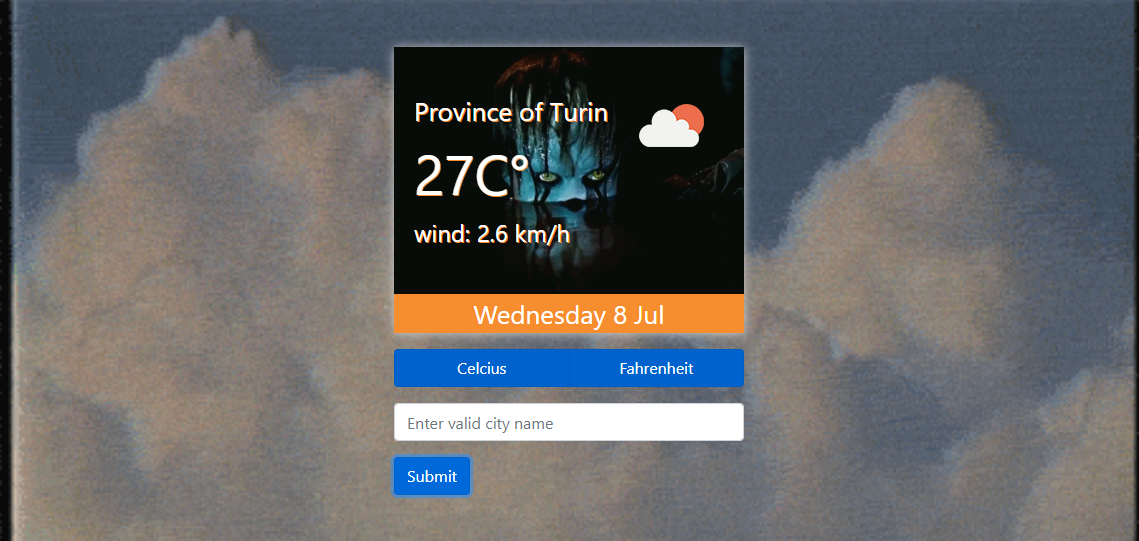 Province of Turin
27C°
wind: 2.6 km/h
Wednesday 8 Jul
Celcius
Fahrenheit
Enter valid city name
Submit